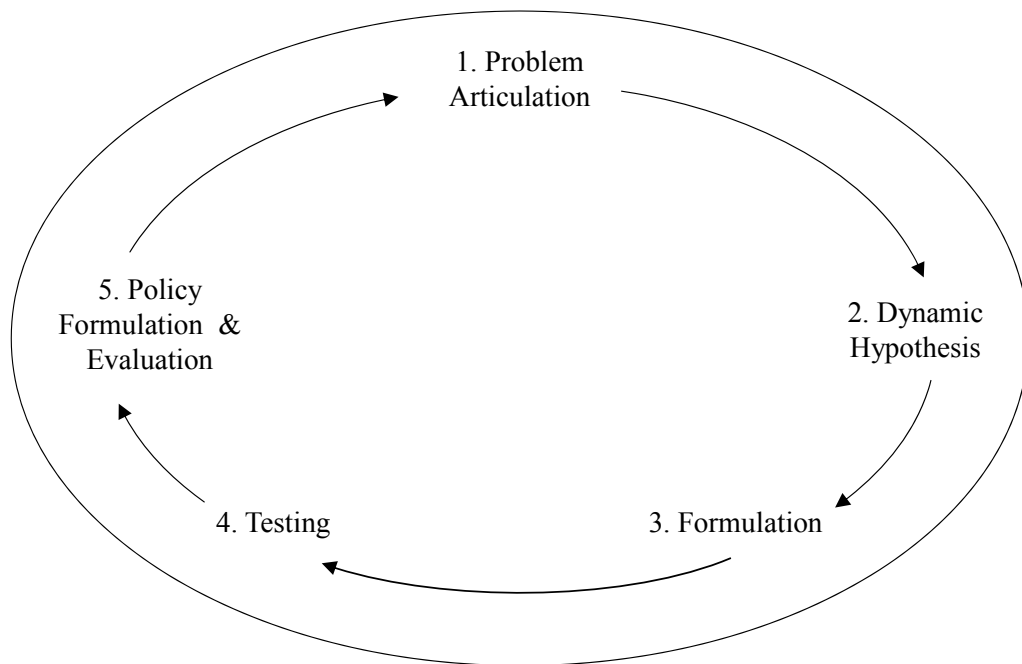 1. Problem
Articulation
2. Dynamic
Hypothesis
3. Formulation
4. Testing
5. Policy
Formulation &
Evaluation